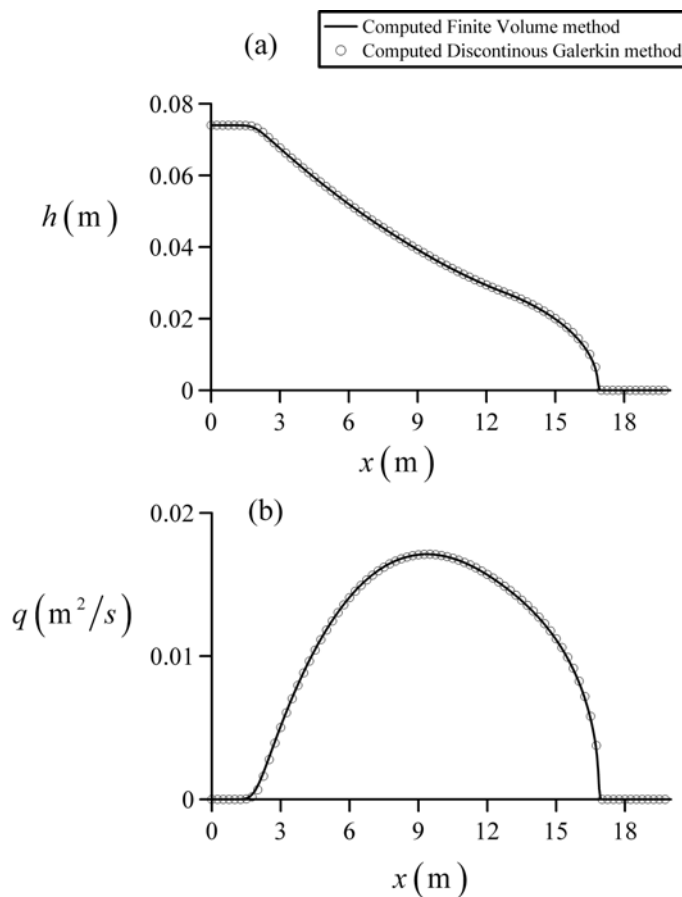 (a)
Computed Finite Volume method
Computed Discontinous Galerkin method
0.08
0.06
h(m)
0.04
0.02
0
0 3 6 9 12 15 18
x(m)
(b)
0.02
q(m²/s)
0.01
0
0 3 6 9 12 15 18
x(m)